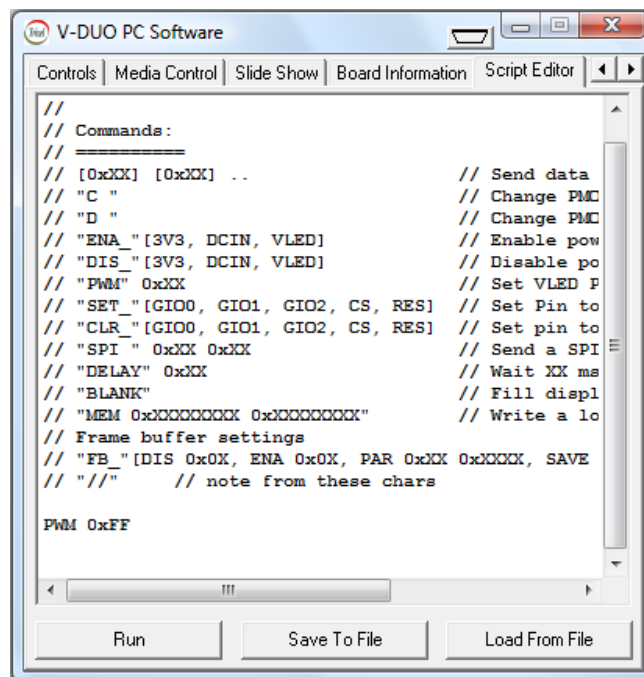 V-DUO PC Software
Controls Media Control Slide Show Board Information Script Editor
//
// Commands:
// ==========
// [0xXX] [0xXX] .. // Send data
// "C " // Change PMO
// "D " // Change PMO
// "ENA_"[3V3, DCIN, VLED] // Enable pow
// "DIS_"[3V3, DCIN, VLED] // Disable po
// "PWM" 0xXX // Set VLED P
// "SET_"[GIO0, GIO1, GIO2, CS, RES] // Set Pin to
// "CLR_"[GIO0, GIO1, GIO2, CS, RES] // Set pin to
// "SPI " 0xXX 0xXX // Send a SPI
// "DELAY" 0xXX // Wait XX ms
// "BLANK" // Fill displ
// "MEM 0xXXXXXXXX 0xXXXXXXXX" // Write a lo
// Frame buffer settings
// "FB_"[DIS 0x0X, ENA 0x0X, PAR 0xXX 0xXXXX, SAVE
// "//" // note from these chars
PWM 0xFF
Run Save To File Load From File